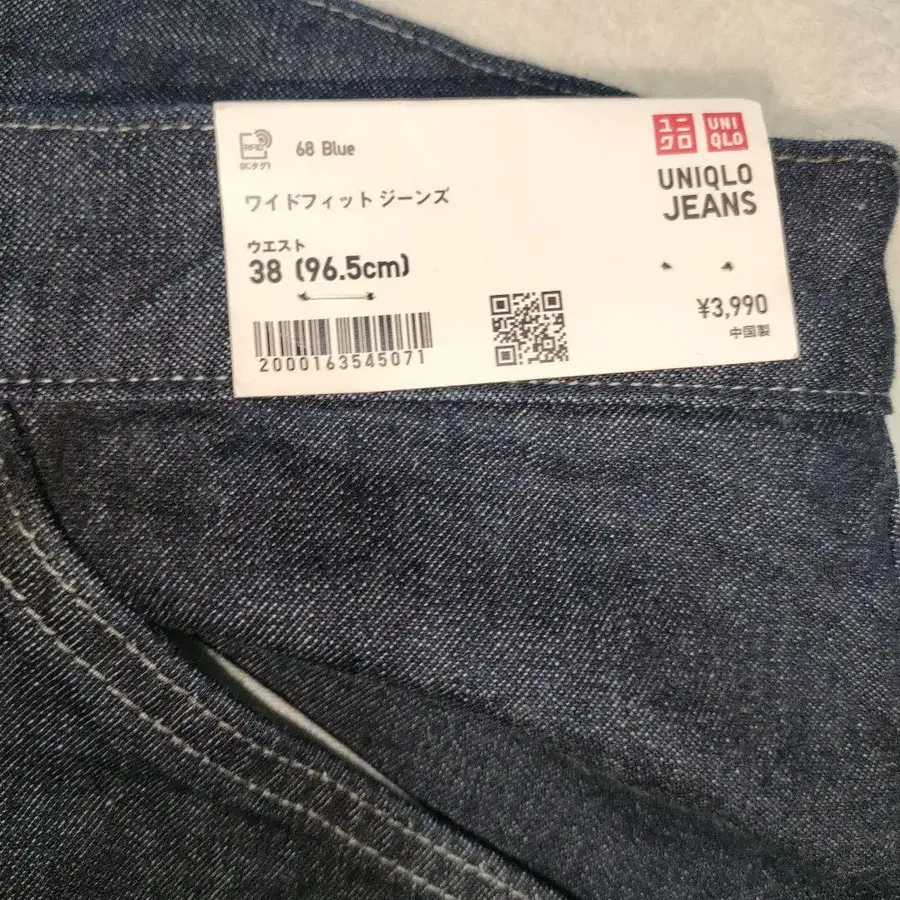 RFID
(ICタグ)
68 Blue
ユニ
クロ
UNI
QLO
UNIQLO
JEANS
ワイドフィット ジーンズ
ウエスト
38 (96.5cm)
2000163545071
¥3,990
中国製